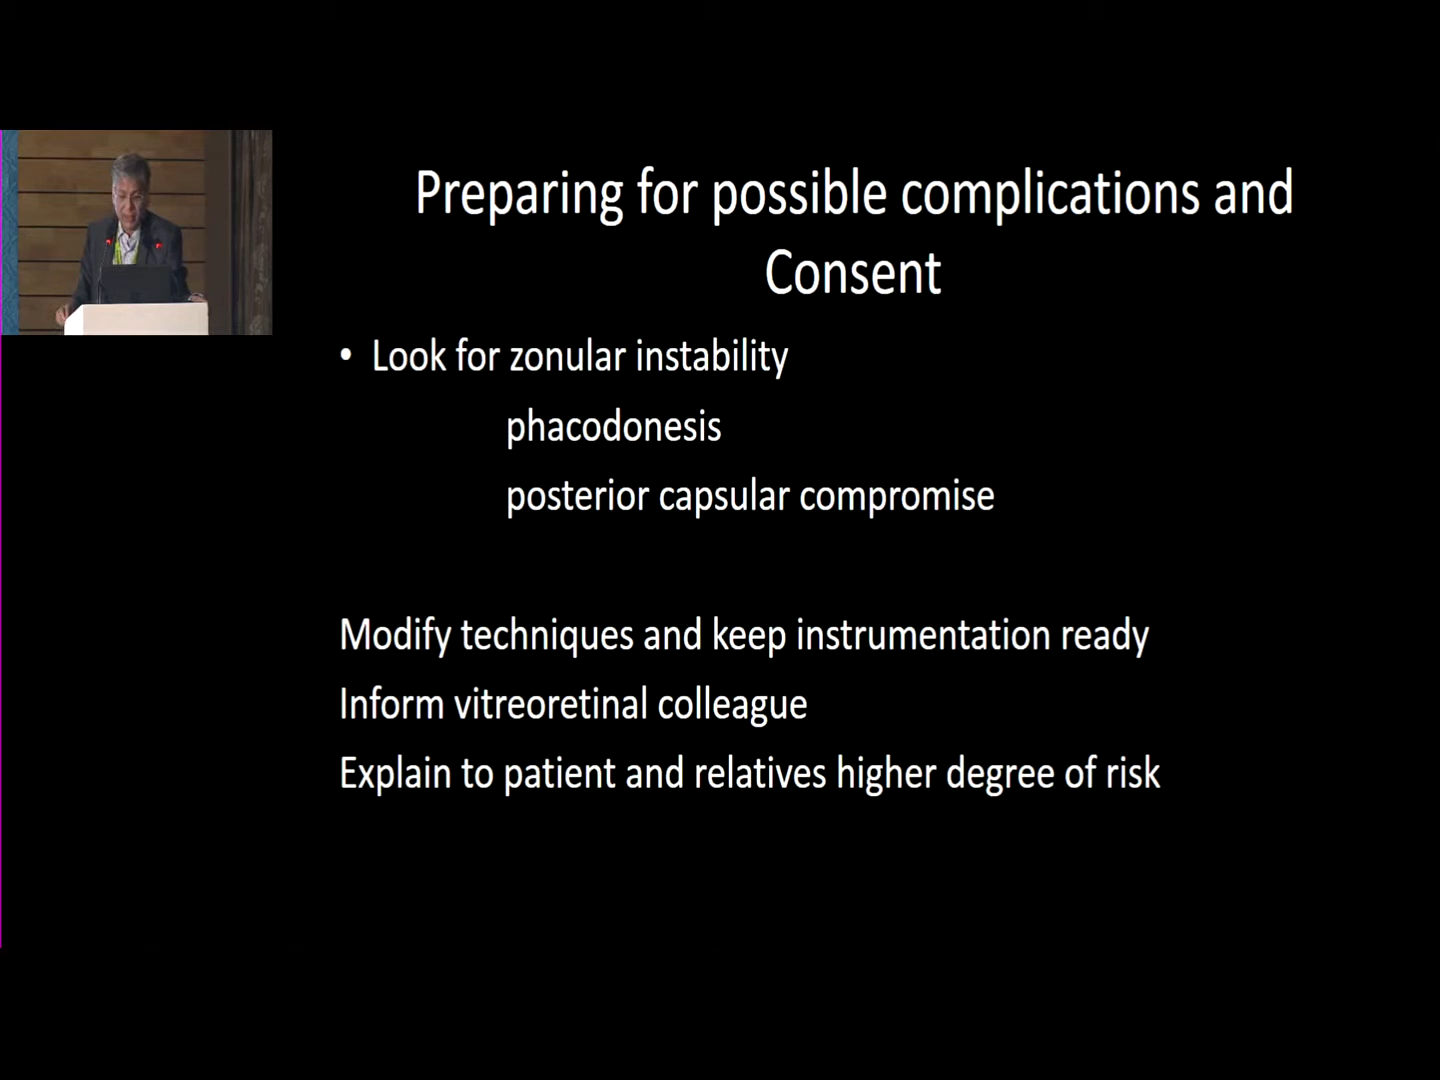 Preparing for possible complications and
Consent
• Look for zonular instability
phacodonesis
posterior capsular compromise
Modify techniques and keep instrumentation ready
Inform vitreoretinal colleague
Explain to patient and relatives higher degree of risk